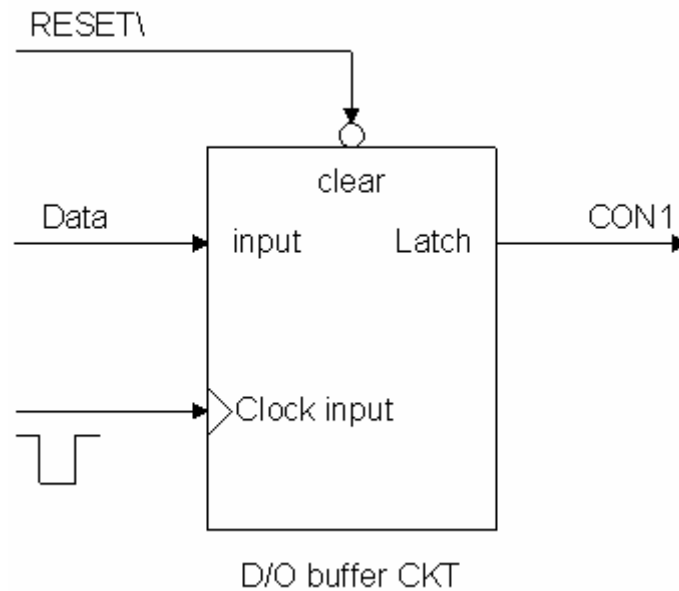 RESET\
clear
Data
input
Latch
CON1
Clock input
D/O buffer CKT